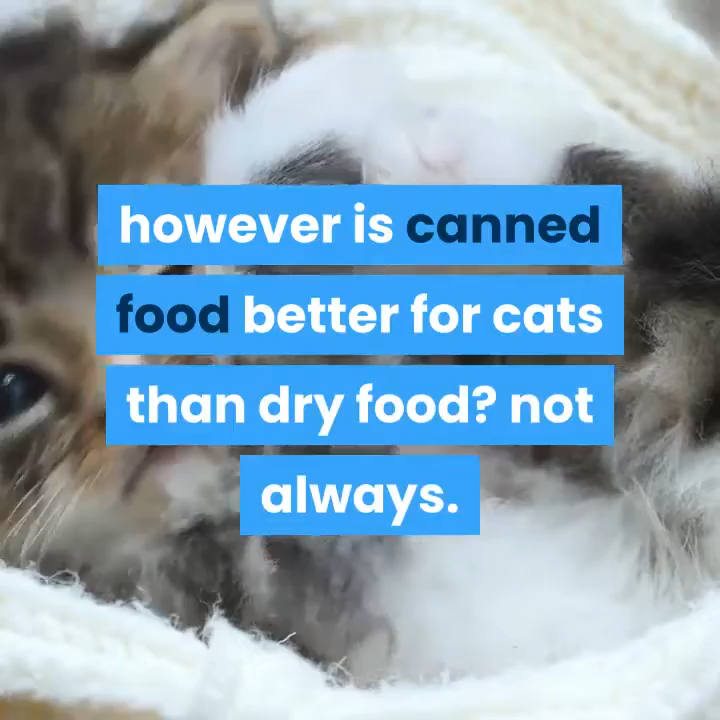 however is canned
food better for cats
than dry food? not
always.